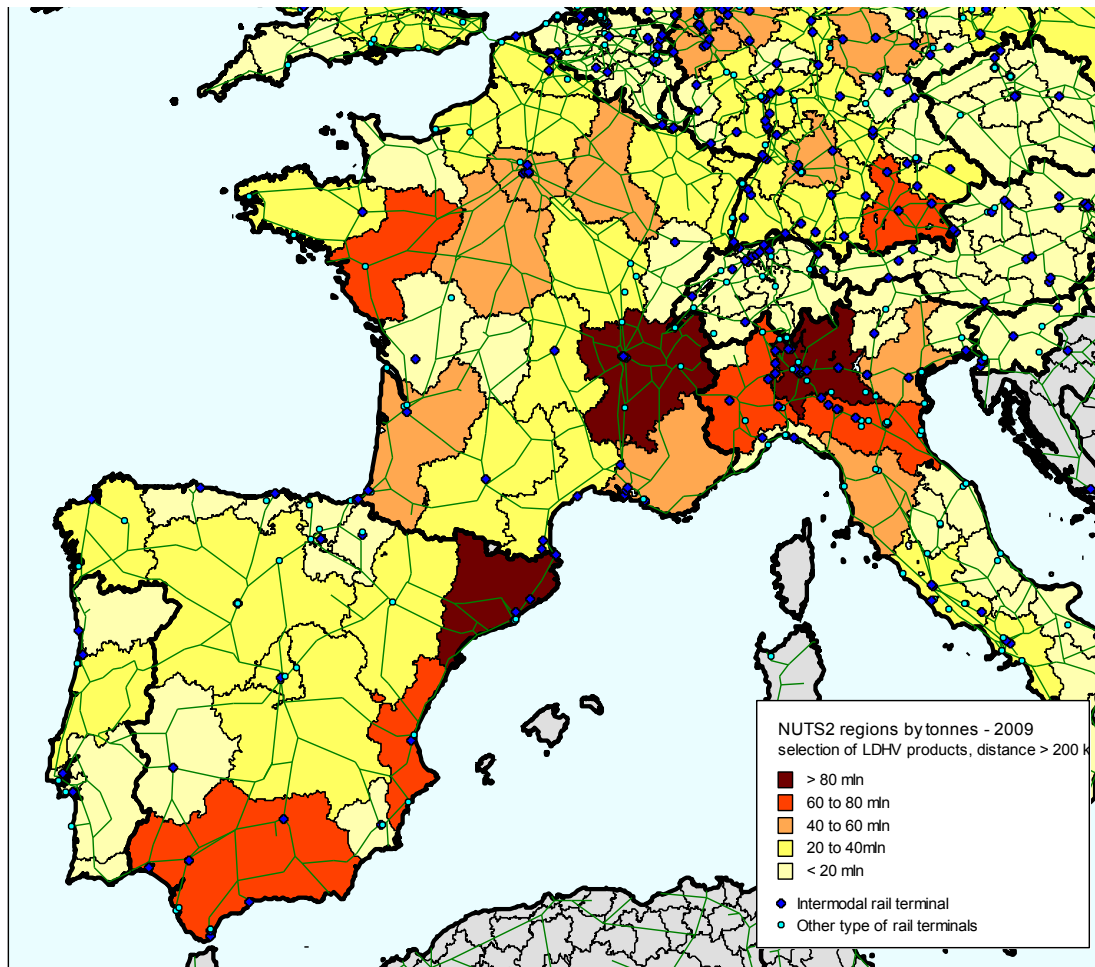 NUTS2 regions by tonnes - 2009
selection of LDHV products, distance > 200 k
> 80 mln
60 to 80 mln
40 to 60 mln
20 to 40mln
< 20 mln
Intermodal rail terminal
Other type of rail terminals